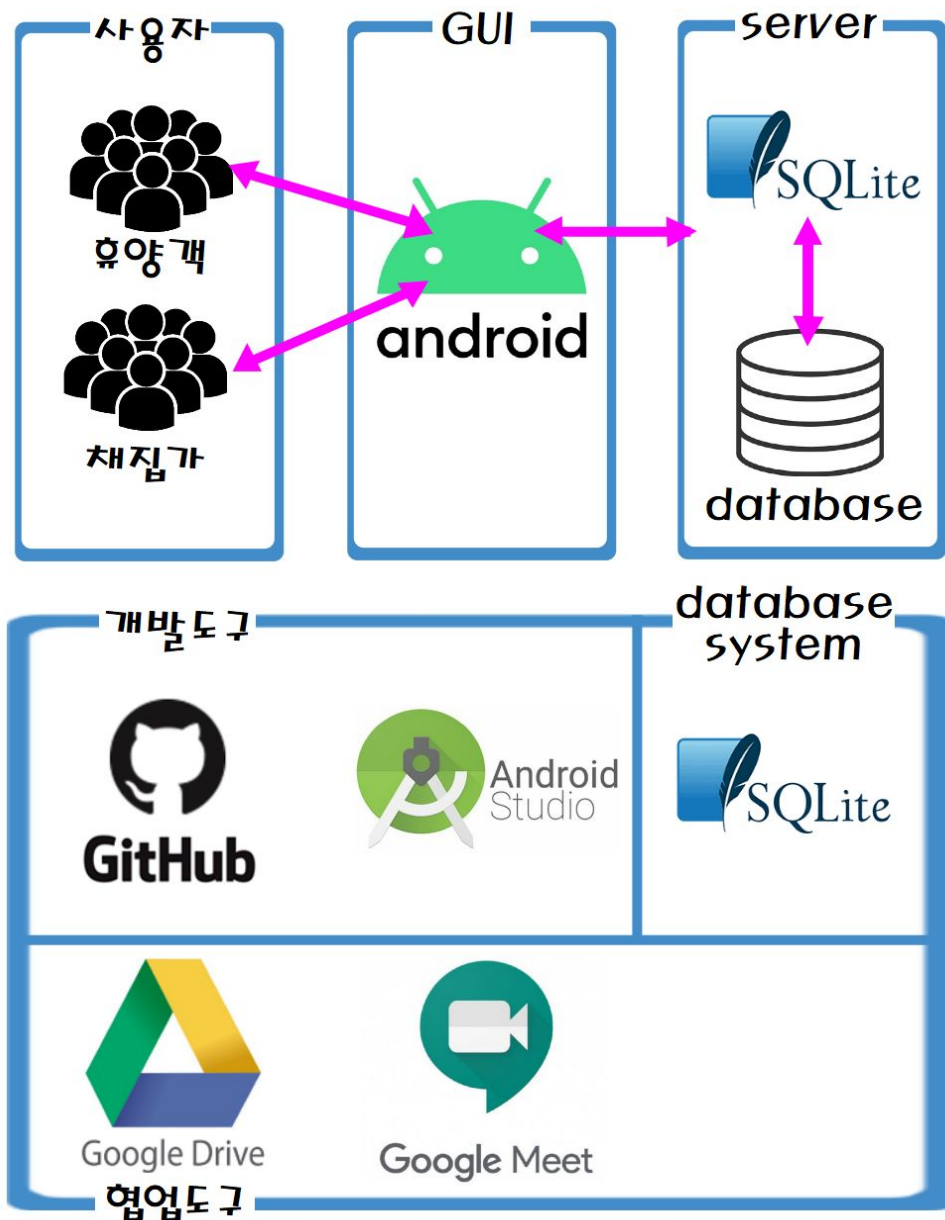 사용자
GUI
server
SQLite
휴양객
android
채집가
database
개발도구
database
system
GitHub
Android
Studio
SQLite
Google Drive
Google Meet
협업도구